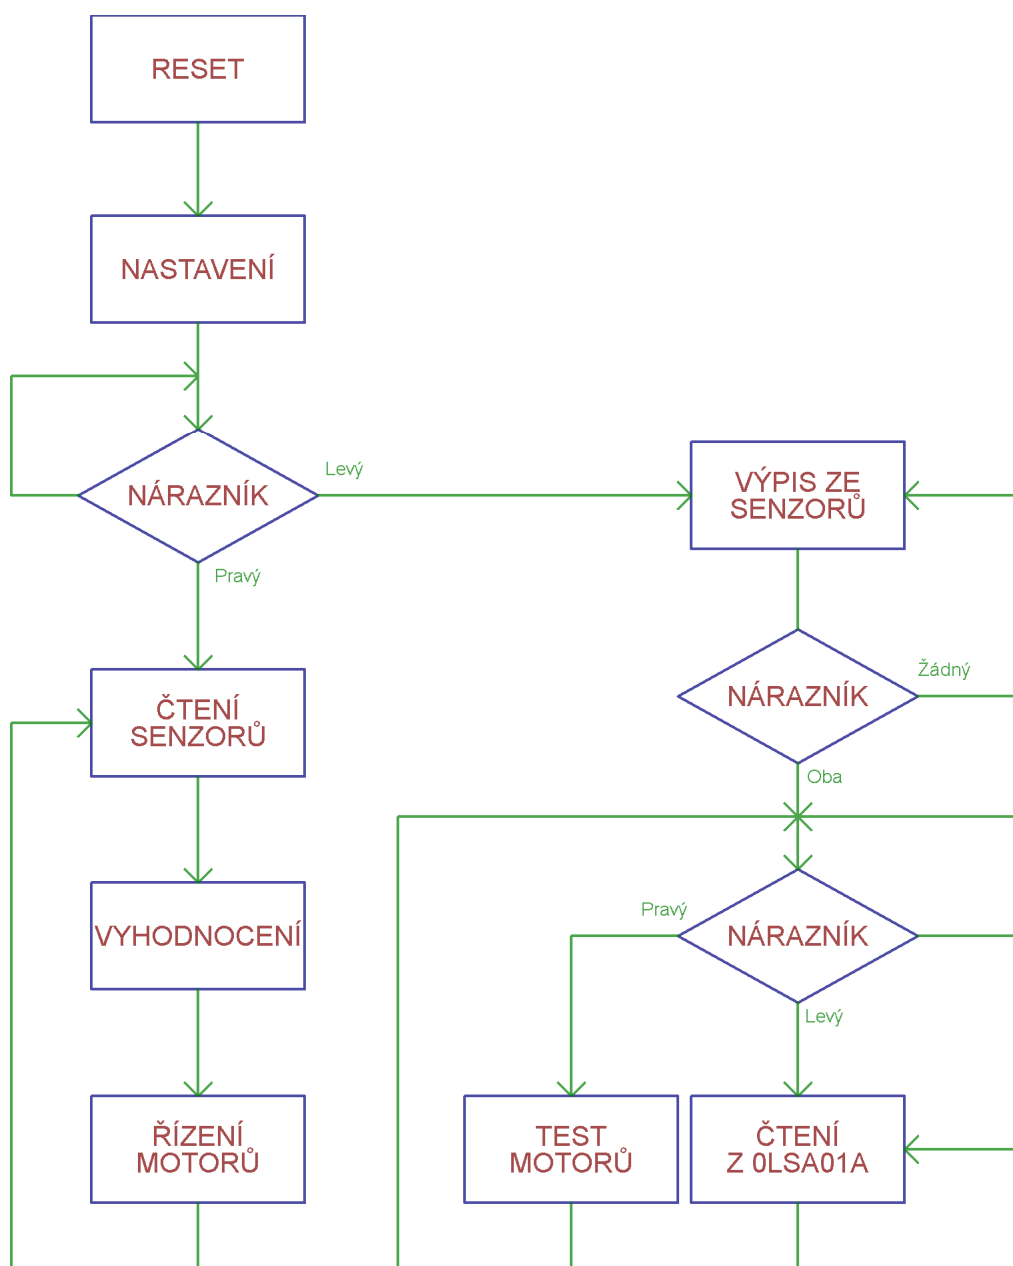 RESET
NASTAVENÍ
NÁRAZNÍK
Levý
Pravý
VÝPIS ZE
SENZORŮ
NÁRAZNÍK
Žádný
Oba
ČTENÍ
SENZORŮ
VYHODNOCENÍ
Pravý
NÁRAZNÍK
Levý
ŘÍZENÍ
MOTORŮ
TEST
MOTORŮ
ČTENÍ
Z 0LSA01A